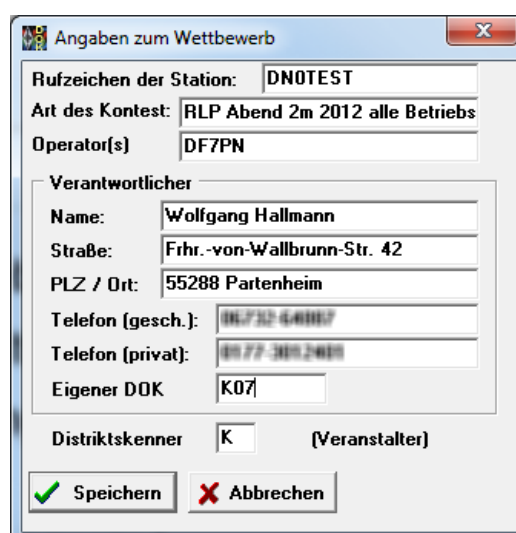 Angaben zum Wettbewerb
Rufzeichen der Station: DN0TEST
Art des Kontest: RLP Abend 2m 2012 alle Betriebs
Operator(s) DF7PN
Verantwortlicher
Name: Wolfgang Hallmann
Straße: Frhr.-von-Wallbrunn-Str. 42
PLZ / Ort: 55288 Partenheim
Telefon (gesch.):
Telefon (privat):
Eigener DOK K07
Distriktskenner K (Veranstalter)
Speichern Abbrechen